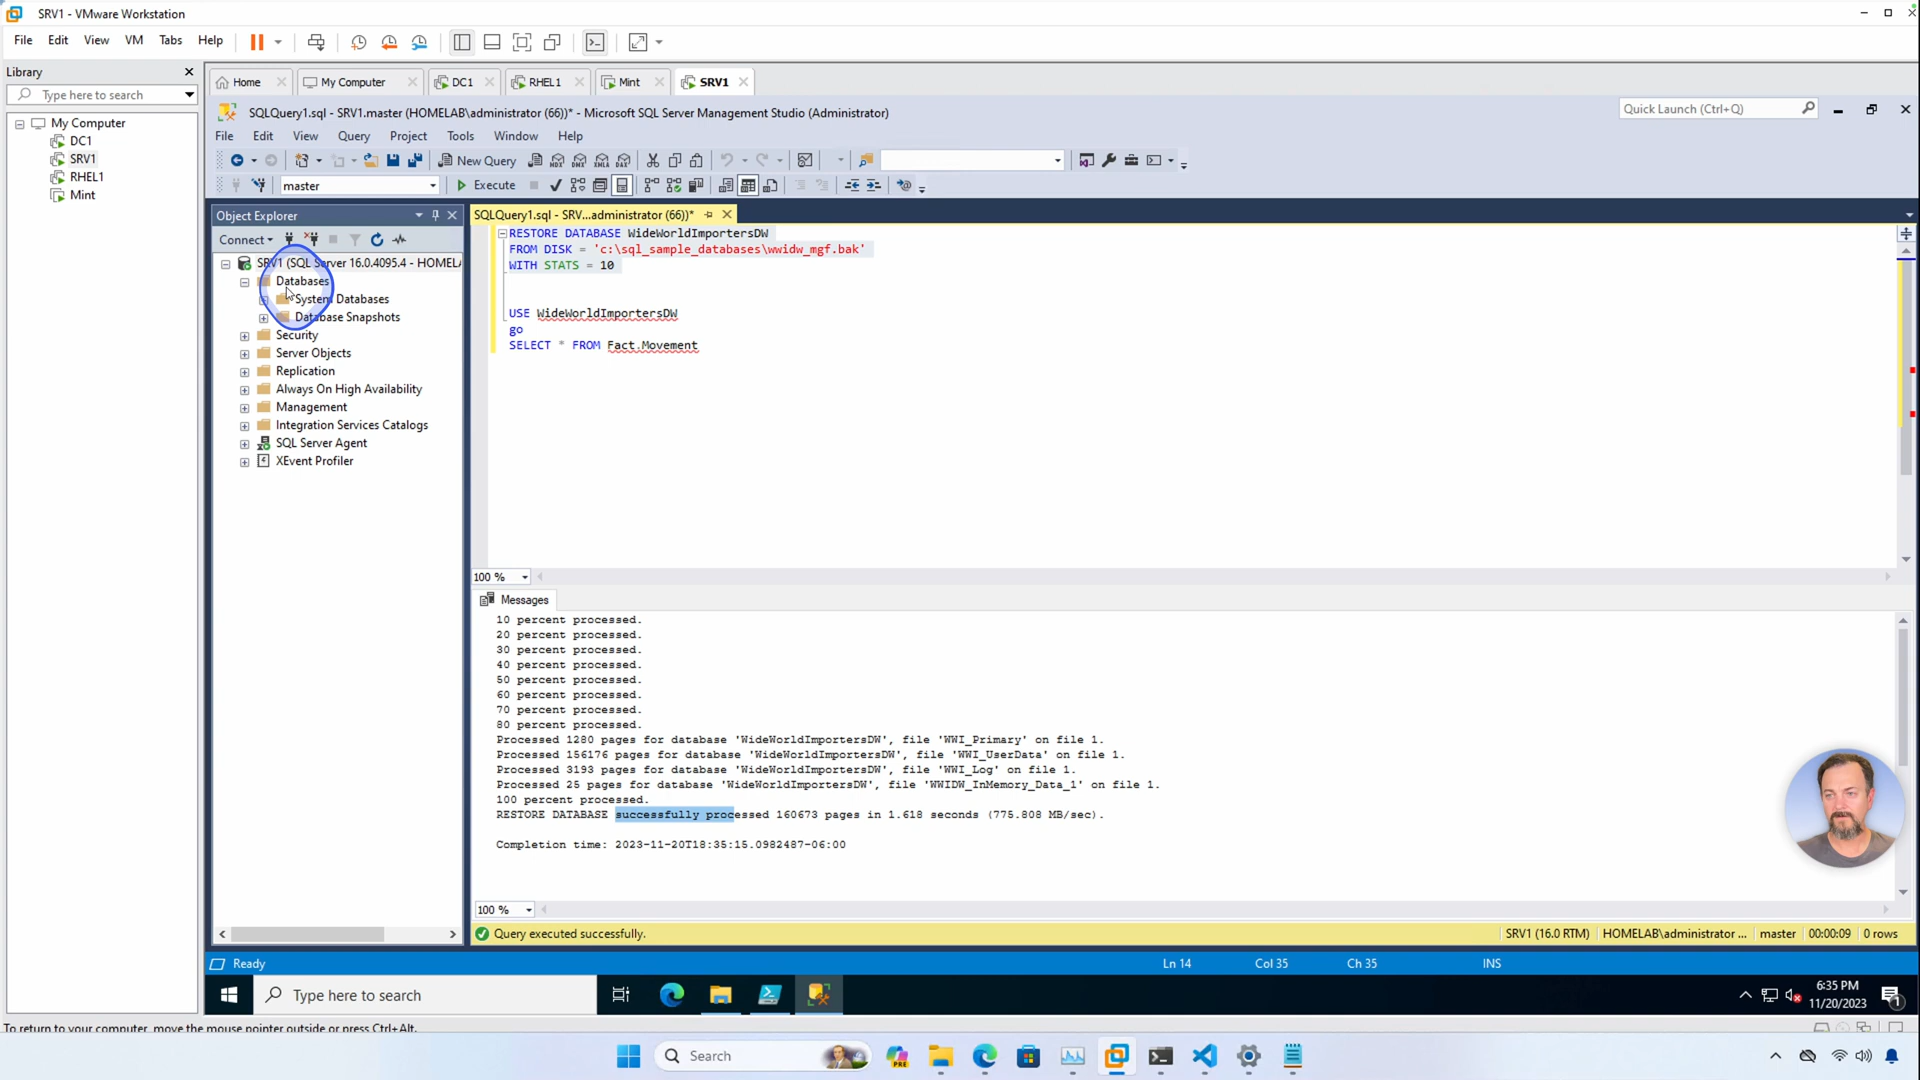 SRV1 - VMware Workstation
File Edit View VM Tabs Help
Library
Type here to search
My Computer
DC1
SRV1
RHEL1
Mint
Home
My Computer
DC1
RHEL1
Mint
SRV1
SQLQuery1.sql - SRV1.master (HOMELAB\administrator (66))* - Microsoft SQL Server Management Studio (Administrator)
Quick Launch (Ctrl+Q)
File Edit View Query Project Tools Window Help
New Query
MDX DMX XMLA DAX
master
Execute
Object Explorer
Connect
SRV1 (SQL Server 16.0.4095.4 - HOMELA
Databases
System Databases
Database Snapshots
Security
Server Objects
Replication
Always On High Availability
Management
Integration Services Catalogs
SQL Server Agent
XEvent Profiler
SQLQuery1.sql - SRV...administrator (66))*
RESTORE DATABASE WideWorldImportersDW
FROM DISK = 'c:\sql_sample_databases\wwidw_mgf.bak'
WITH STATS = 10
USE WideWorldImportersDW
go
SELECT * FROM Fact.Movement
100 %
Messages
10 percent processed.
20 percent processed.
30 percent processed.
40 percent processed.
50 percent processed.
60 percent processed.
70 percent processed.
80 percent processed.
Processed 1280 pages for database 'WideWorldImportersDW', file 'WWI_Primary' on file 1.
Processed 156176 pages for database 'WideWorldImportersDW', file 'WWI_UserData' on file 1.
Processed 3193 pages for database 'WideWorldImportersDW', file 'WWI_Log' on file 1.
Processed 25 pages for database 'WideWorldImportersDW', file 'WWIDW_InMemory_Data_1' on file 1.
100 percent processed.
RESTORE DATABASE successfully processed 160673 pages in 1.618 seconds (775.808 MB/sec).
Completion time: 2023-11-20T18:35:15.0982487-06:00
100 %
Query executed successfully.
SRV1 (16.0 RTM) HOMELAB\administrator ... master 00:00:09 0 rows
Ready
Ln 14 Col 35 Ch 35 INS
Type here to search
6:35 PM
11/20/2023
1
To return to your computer, move the mouse pointer outside or press Ctrl+Alt.
Search
PRE